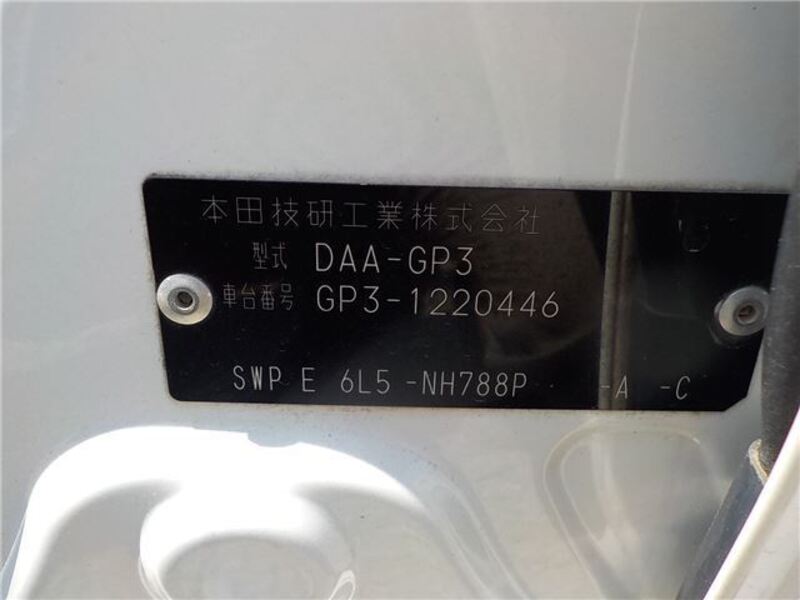 本田技研工業株式会社
型式 DAA-GP3
車台番号 GP3-1220446
SWP E 6L5 -NH788P -A -C